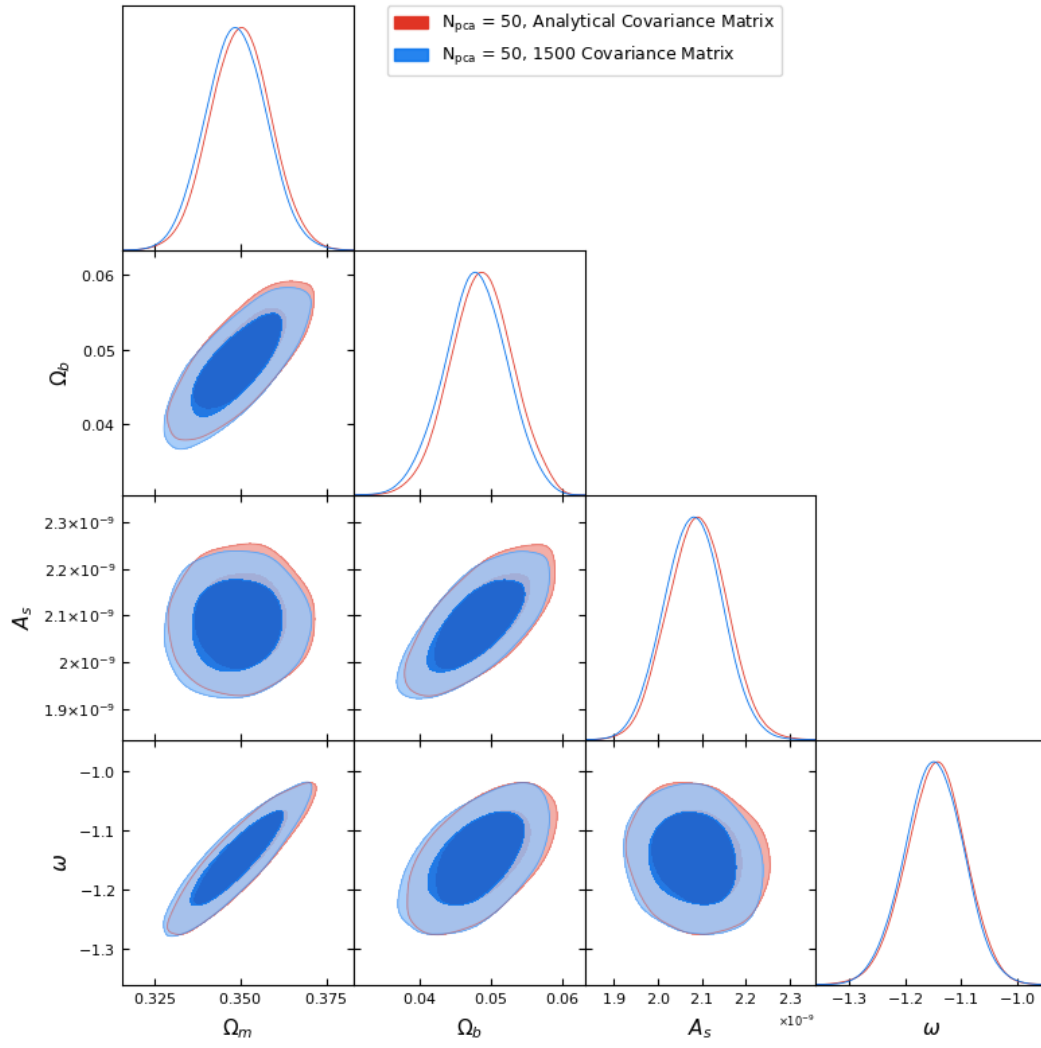 N_pca = 50, Analytical Covariance Matrix
N_pca = 50, 1500 Covariance Matrix
0.06
0.05
0.04
Ω_b
2.3×10⁻⁹
2.2×10⁻⁹
2.1×10⁻⁹
2×10⁻⁹
1.9×10⁻⁹
A_s
−1.0
−1.1
−1.2
−1.3
ω
0.325 0.350 0.375
0.04 0.05 0.06
1.9 2.0 2.1 2.2 2.3
×10⁻⁹
−1.3 −1.2 −1.1 −1.0
Ω_m Ω_b A_s ω